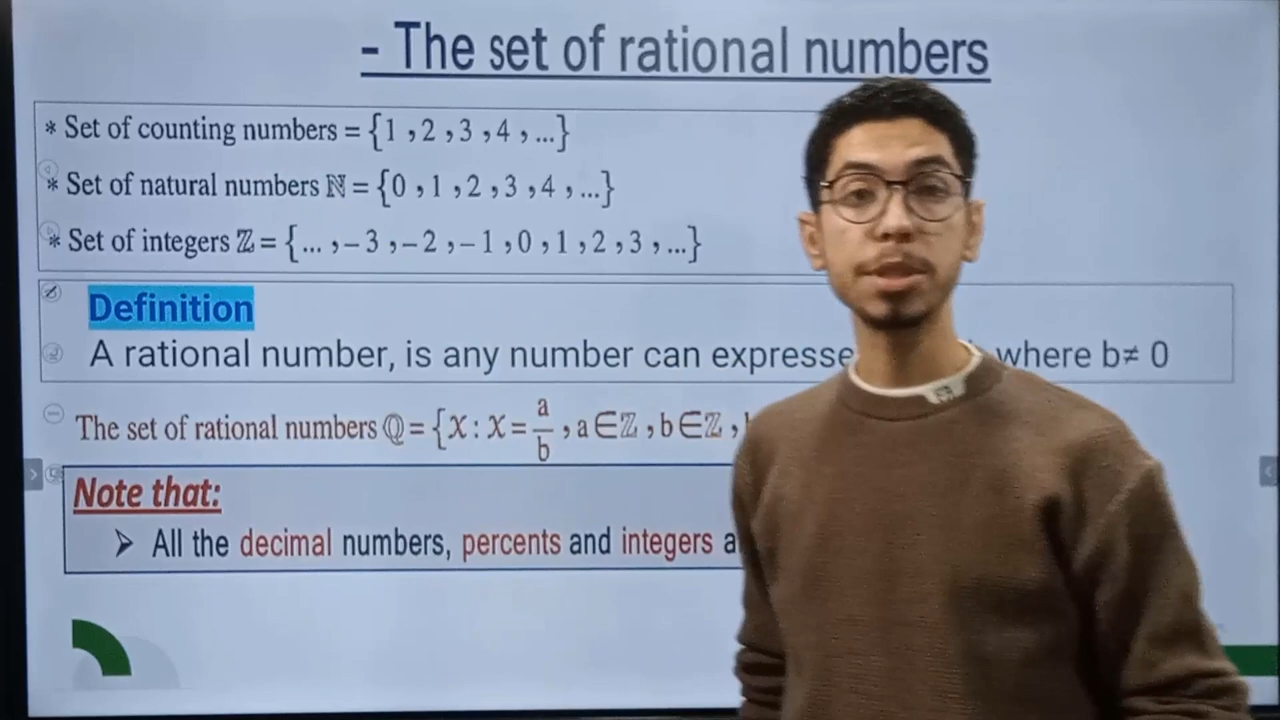 - The set of rational numbers
* Set of counting numbers = {1 , 2 , 3 , 4 , ...}
* Set of natural numbers ℕ = {0 , 1 , 2 , 3 , 4 , ...}
* Set of integers ℤ = {... , – 3 , – 2 , – 1 , 0 , 1 , 2 , 3 , ...}
Definition
A rational number, is any number can where b≠ 0
The set of rational numbers ℚ = {x : x = a/b , a ∈ ℤ , b ∈ ℤ ,
Note that:
➢ All the decimal numbers, percents and integers